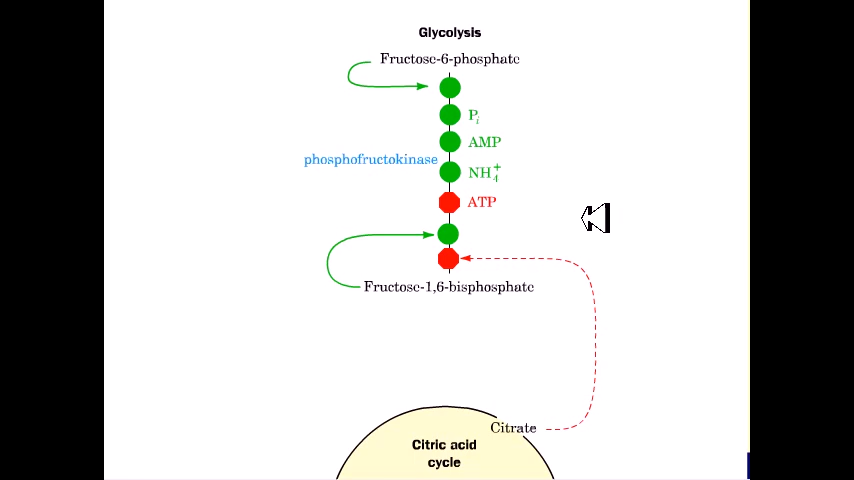 Glycolysis
Fructose-6-phosphate
Pi
AMP
phosphofructokinase
NH4+
ATP
Fructose-1,6-bisphosphate
Citrate
Citric acid
cycle